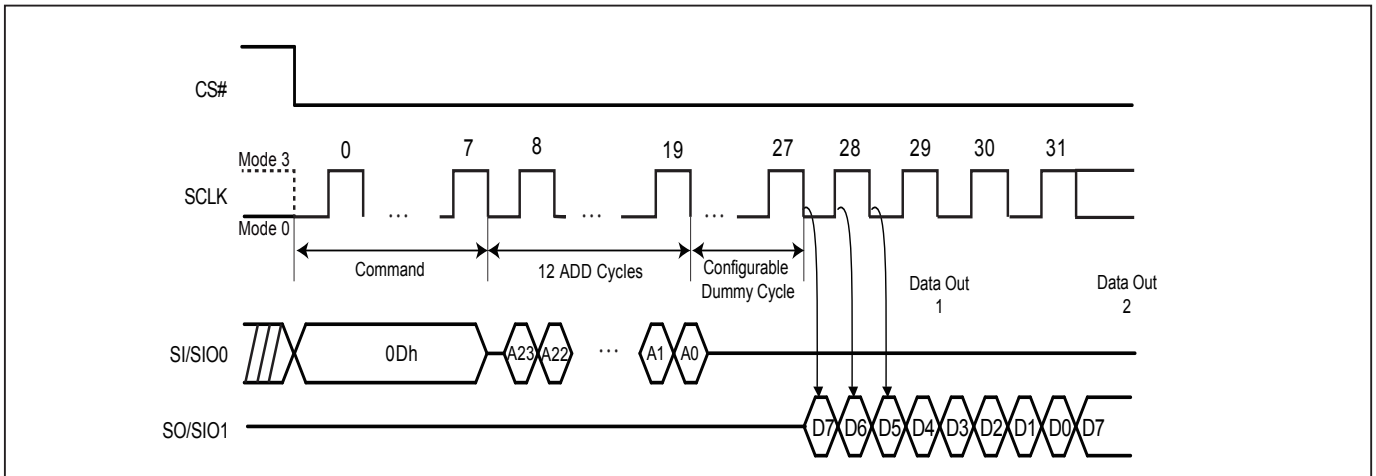 CS#
0 7 8 19 27 28 29 30 31
Mode 3
SCLK
... ... ...
Mode 0
Command
12 ADD Cycles
Configurable
Dummy Cycle
Data Out
1
Data Out
2
SI/SIO0
0Dh
A23 A22 ... A1 A0
SO/SIO1
D7 D6 D5 D4 D3 D2 D1 D0 D7